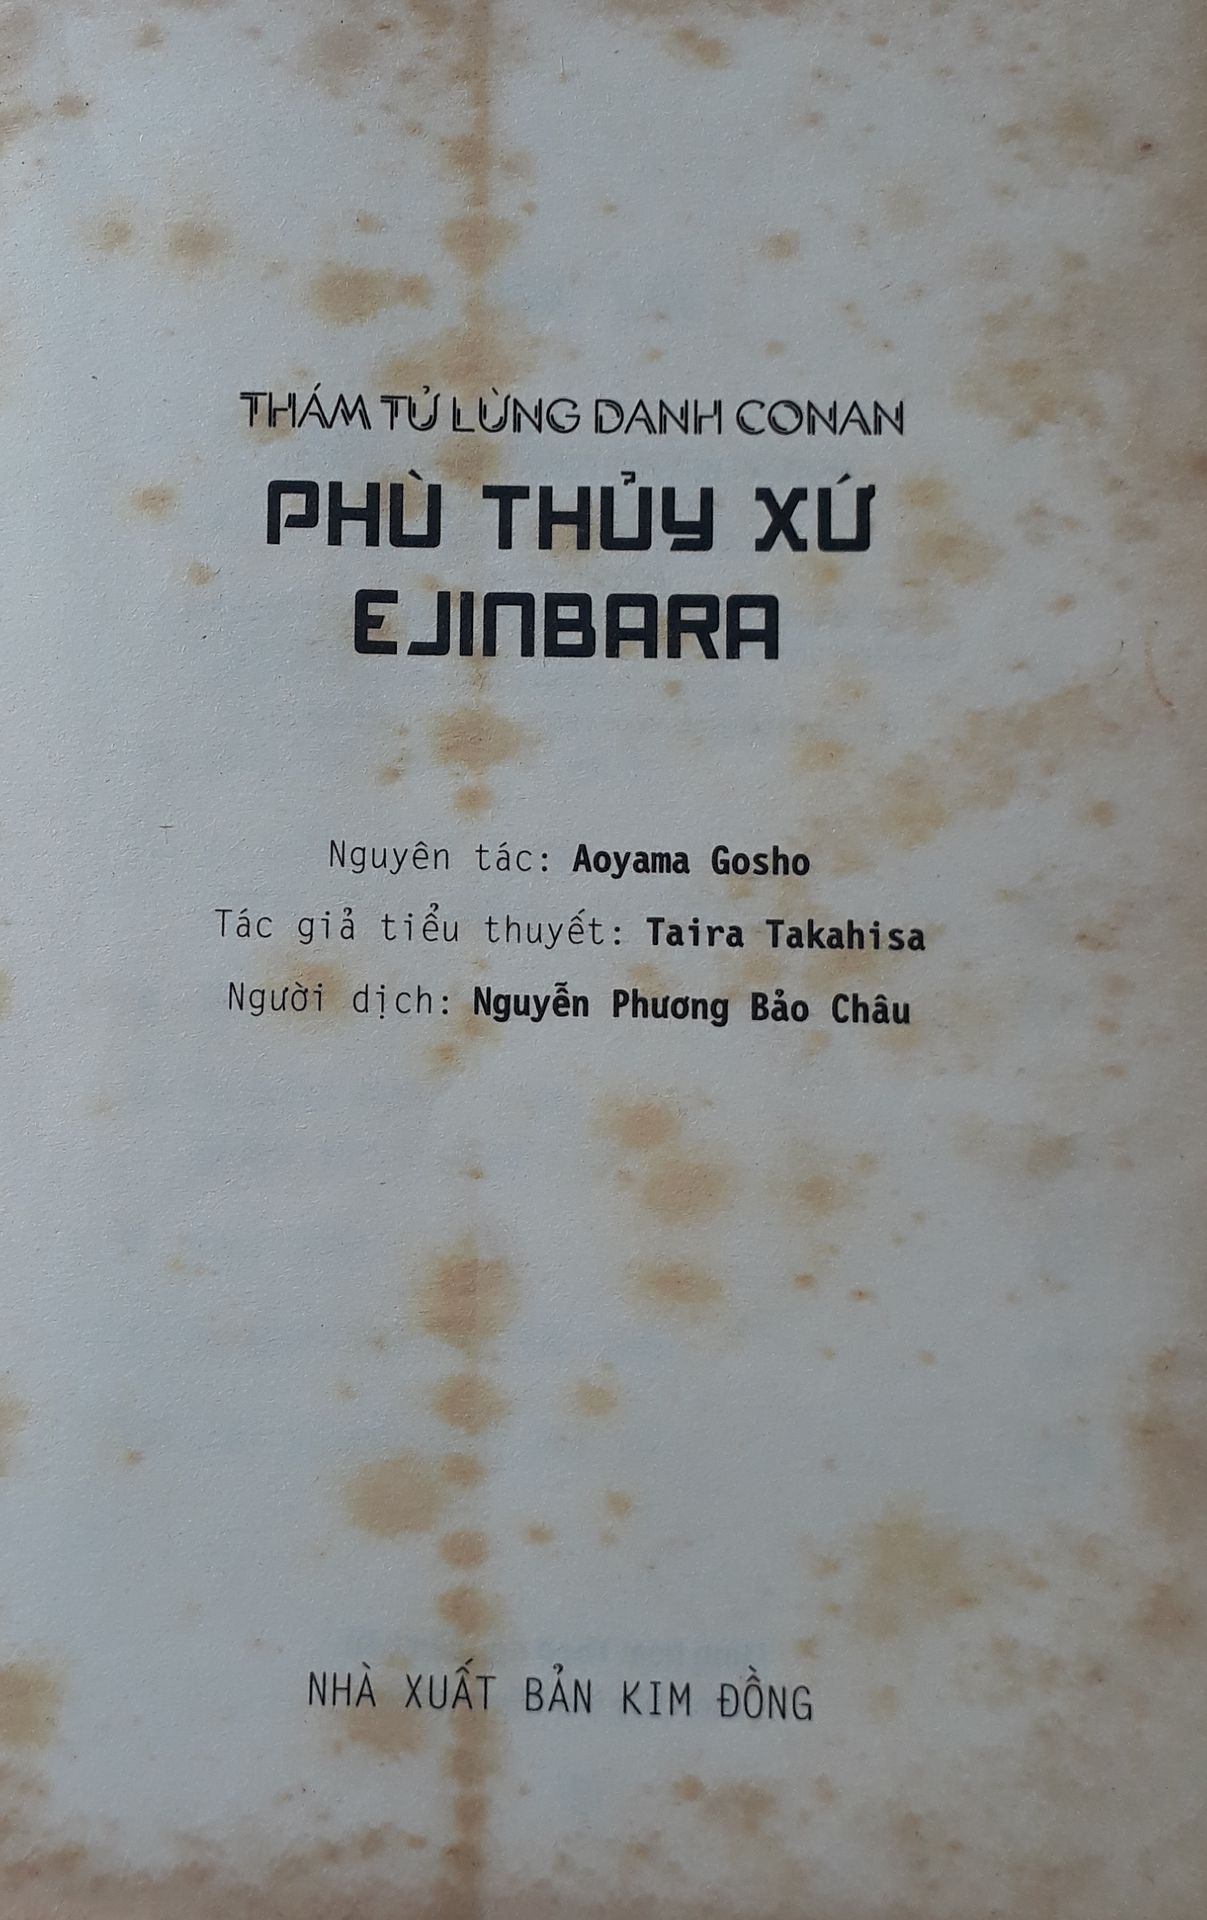 THÁM TỬ LỪNG DANH CONAN
PHÙ THỦY XỨ
EJINBARA
Nguyên tác: Aoyama Gosho
Tác giả tiểu thuyết: Taira Takahisa
Người dịch: Nguyễn Phương Bảo Châu
NHÀ XUẤT BẢN KIM ĐỒNG